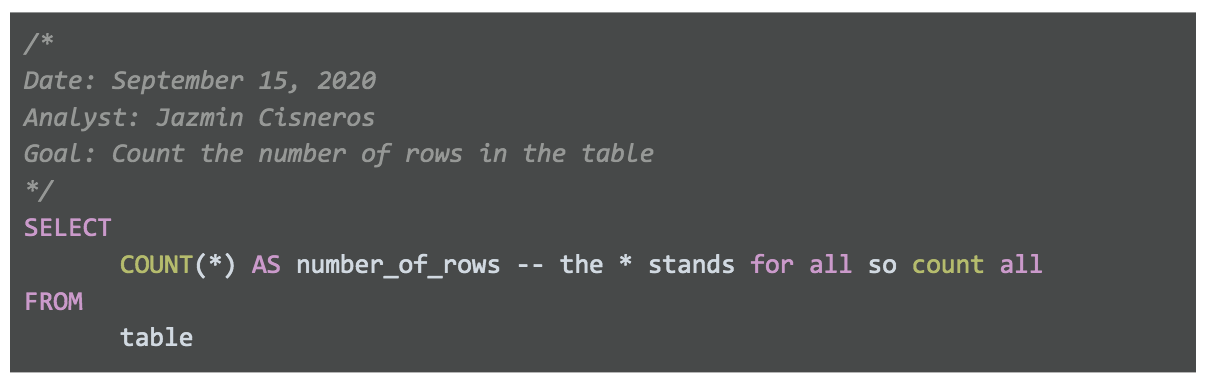 /*
Date: September 15, 2020
Analyst: Jazmin Cisneros
Goal: Count the number of rows in the table
*/
SELECT
COUNT(*) AS number_of_rows -- the * stands for all so count all
FROM
table